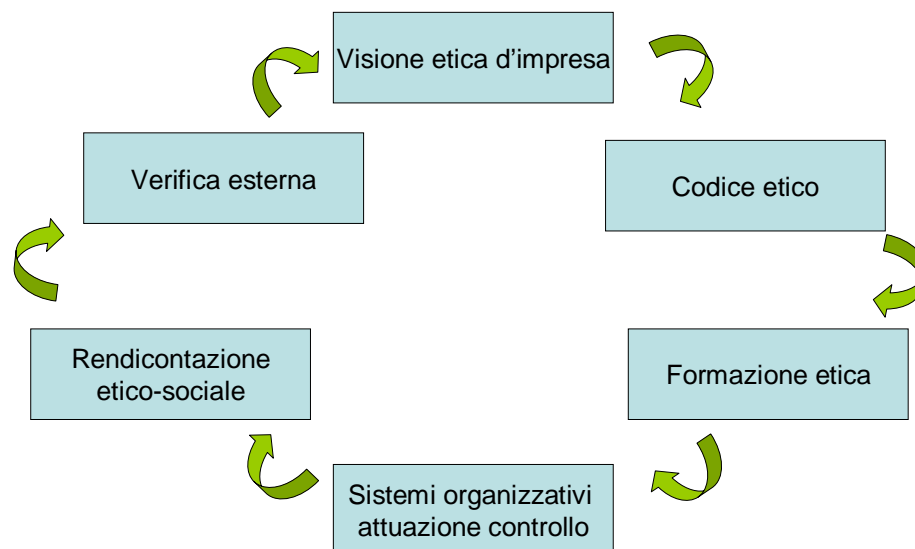 Visione etica d'impresa
Codice etico
Formazione etica
Sistemi organizzativi
attuazione controllo
Rendicontazione
etico-sociale
Verifica esterna